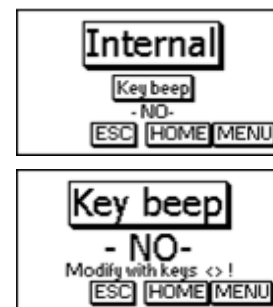 Internal
Key beep
- NO-
ESC HOME MENU
Key beep
- NO-
Modify with keys <> !
ESC HOME MENU